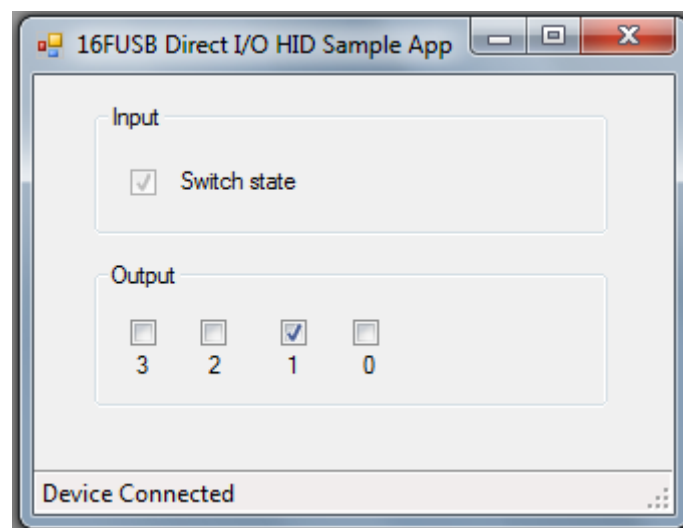 16FUSB Direct I/O HID Sample App
Input
Switch state
Output
3 2 1 0
Device Connected